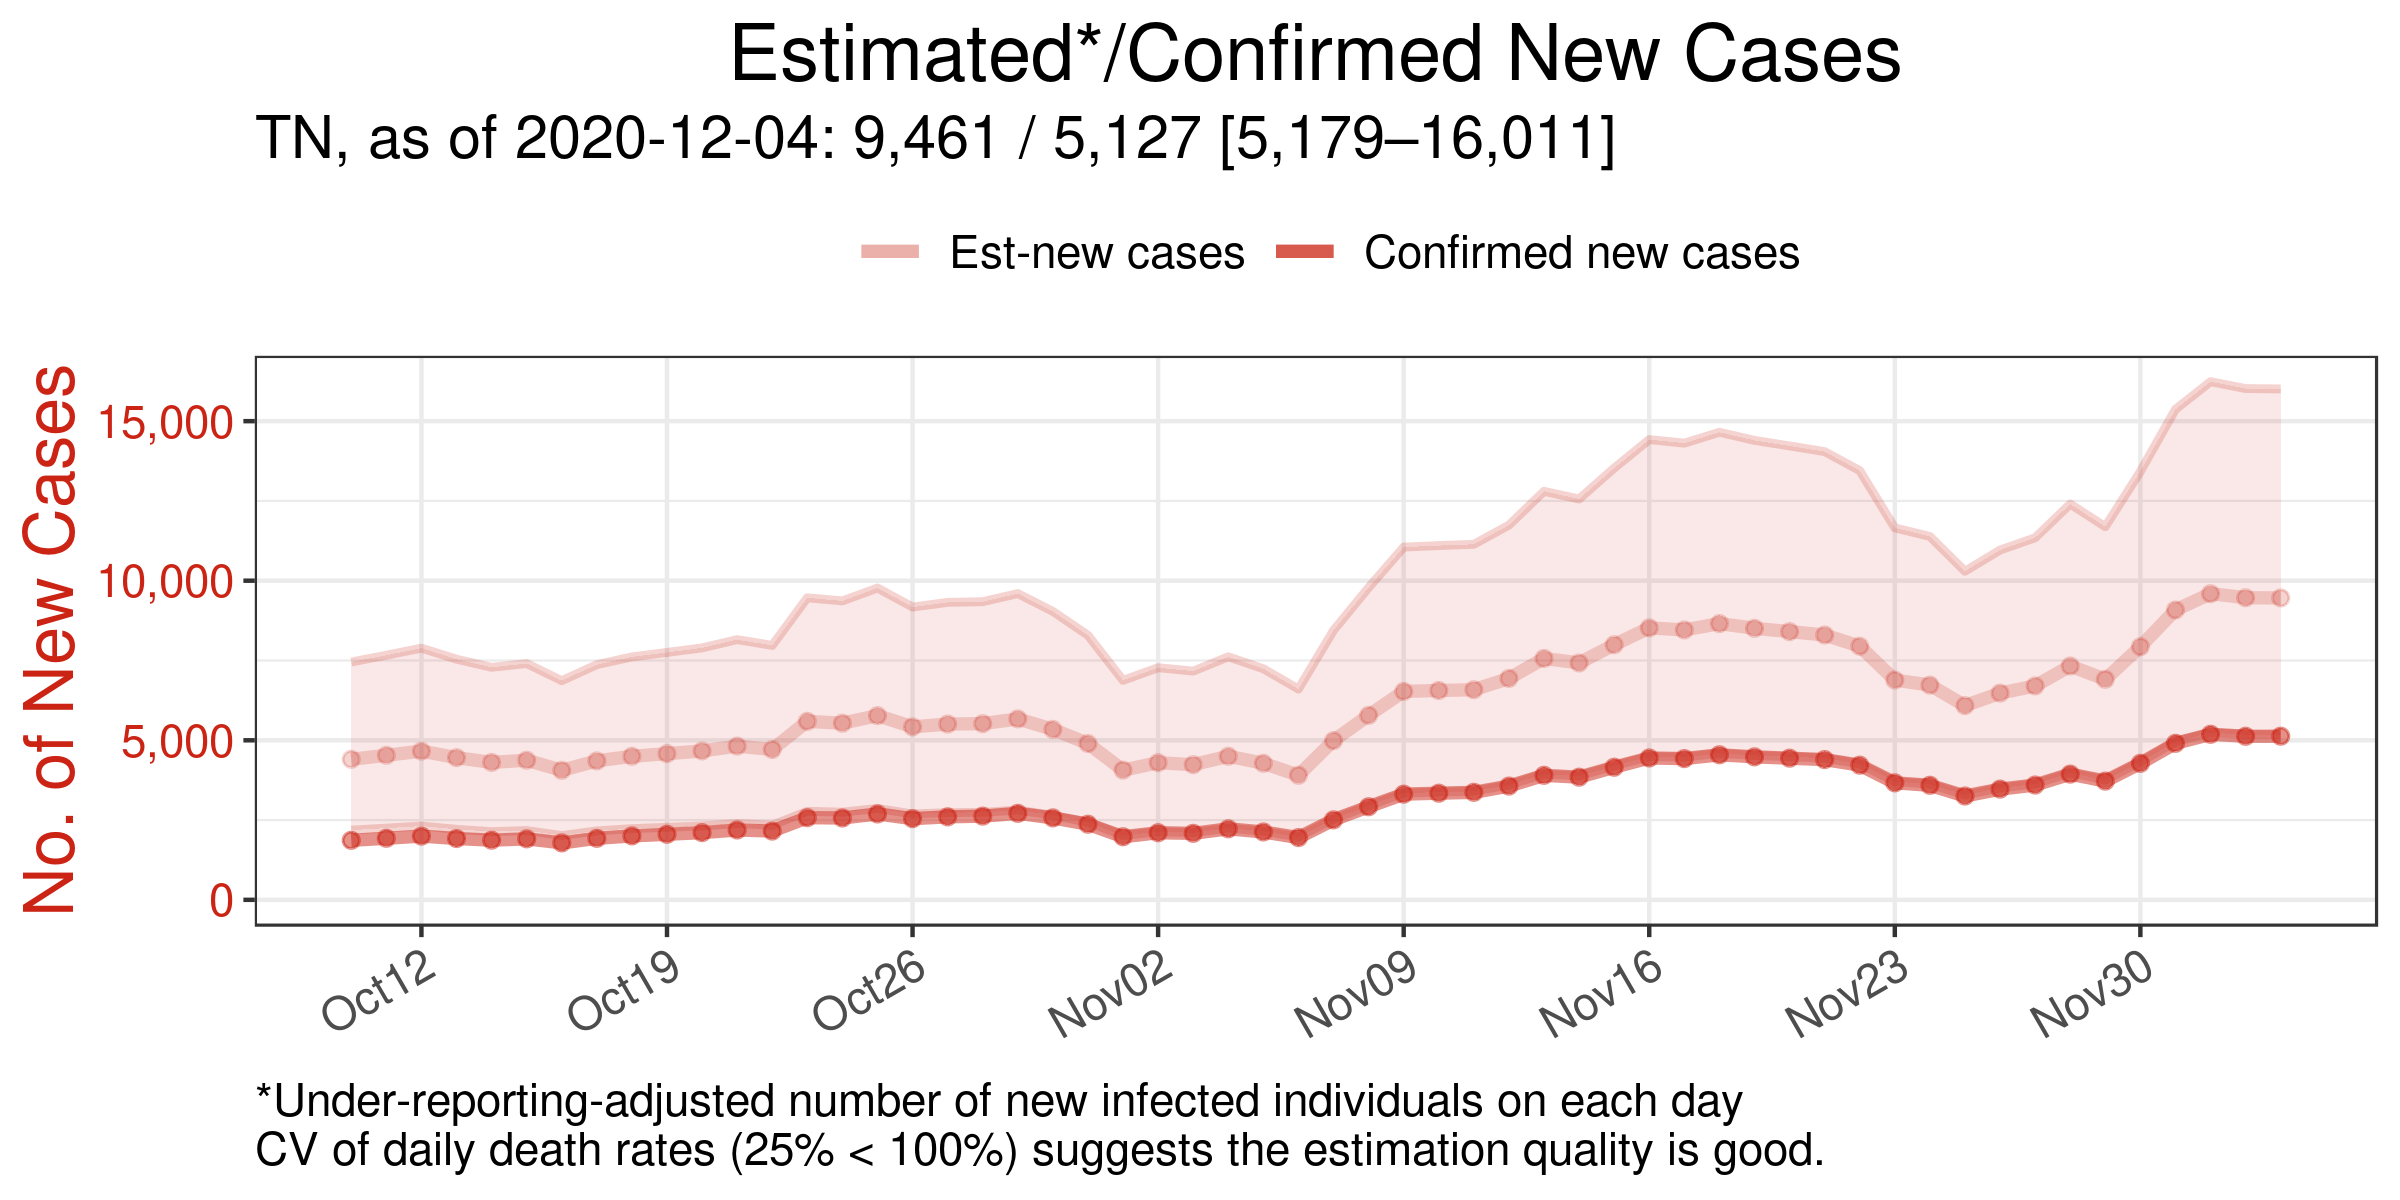 Estimated*/Confirmed New Cases
TN, as of 2020-12-04: 9,461 / 5,127 [5,179–16,011]
Est-new cases
Confirmed new cases
No. of New Cases
15,000
10,000
5,000
0
Oct12
Oct19
Oct26
Nov02
Nov09
Nov16
Nov23
Nov30
*Under-reporting-adjusted number of new infected individuals on each day
CV of daily death rates (25% < 100%) suggests the estimation quality is good.